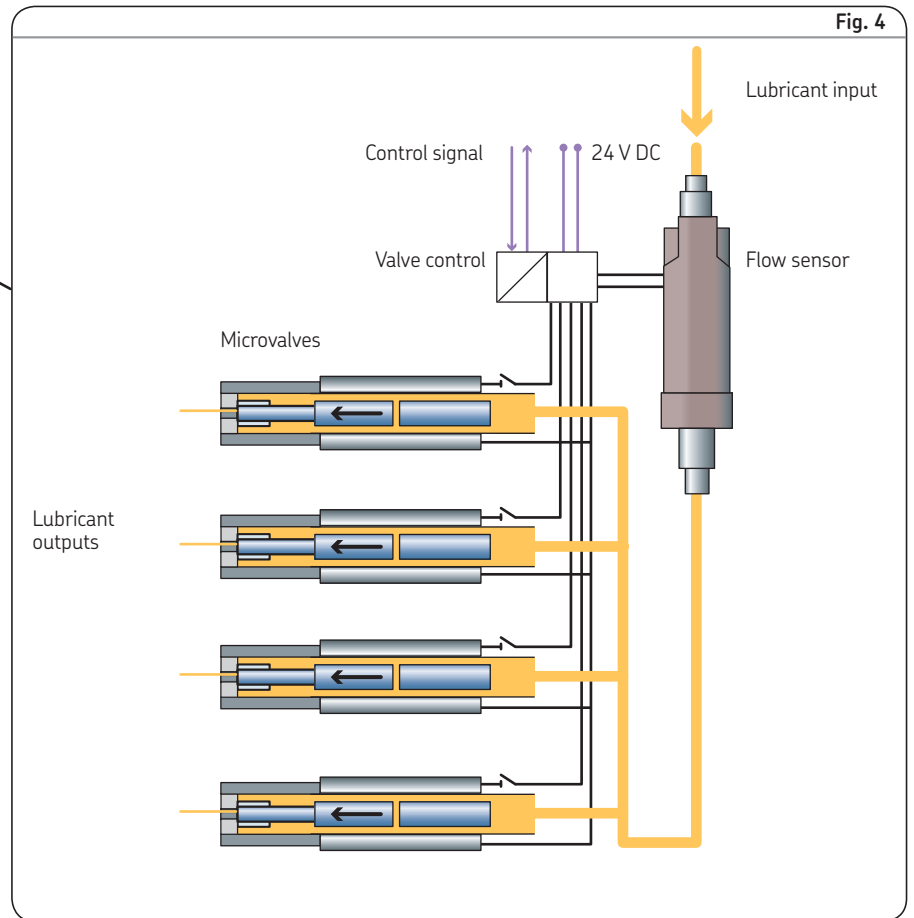 Fig. 4
Lubricant input
Control signal
24 V DC
Valve control
Flow sensor
Microvalves
Lubricant
outputs